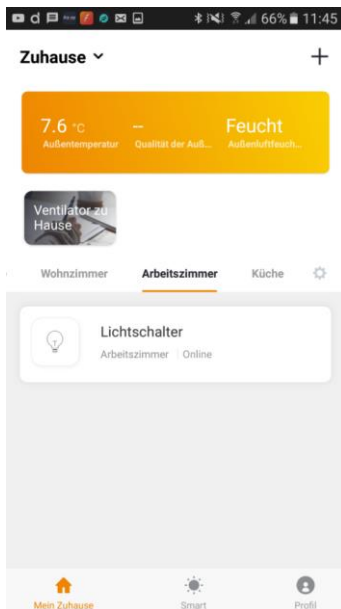 66% 11:45
Zuhause
7.6 °C – Feucht
Außentemperatur Qualität der Auß... Außenluftfeuch...
Ventilator zu
Hause
Wohnzimmer Arbeitszimmer Küche
Lichtschalter
Arbeitszimmer Online
Mein Zuhause Smart Profil